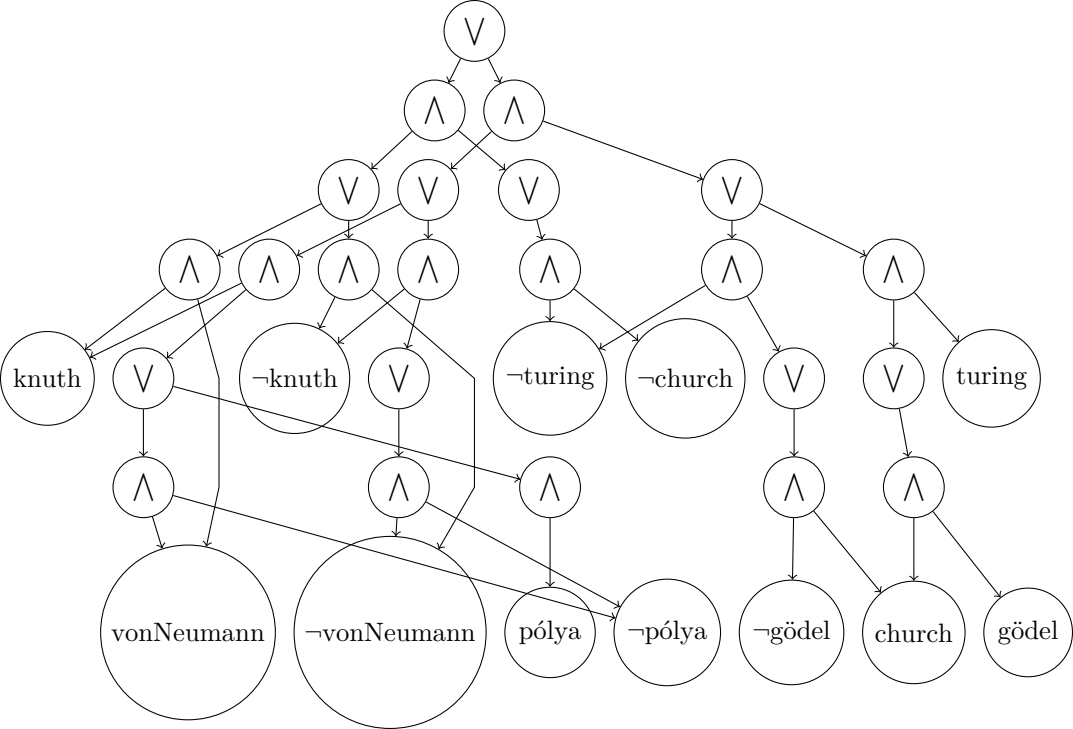 ⋁
⋀ ⋀
⋁ ⋁ ⋁ ⋁
⋀ ⋀ ⋀ ⋀ ⋀ ⋀ ⋀
knuth ⋁ ¬knuth ⋁ ¬turing ¬church ⋁ ⋁ turing
⋀ ⋀ ⋀ ⋀ ⋀
vonNeumann ¬vonNeumann pólya ¬pólya ¬gödel church gödel